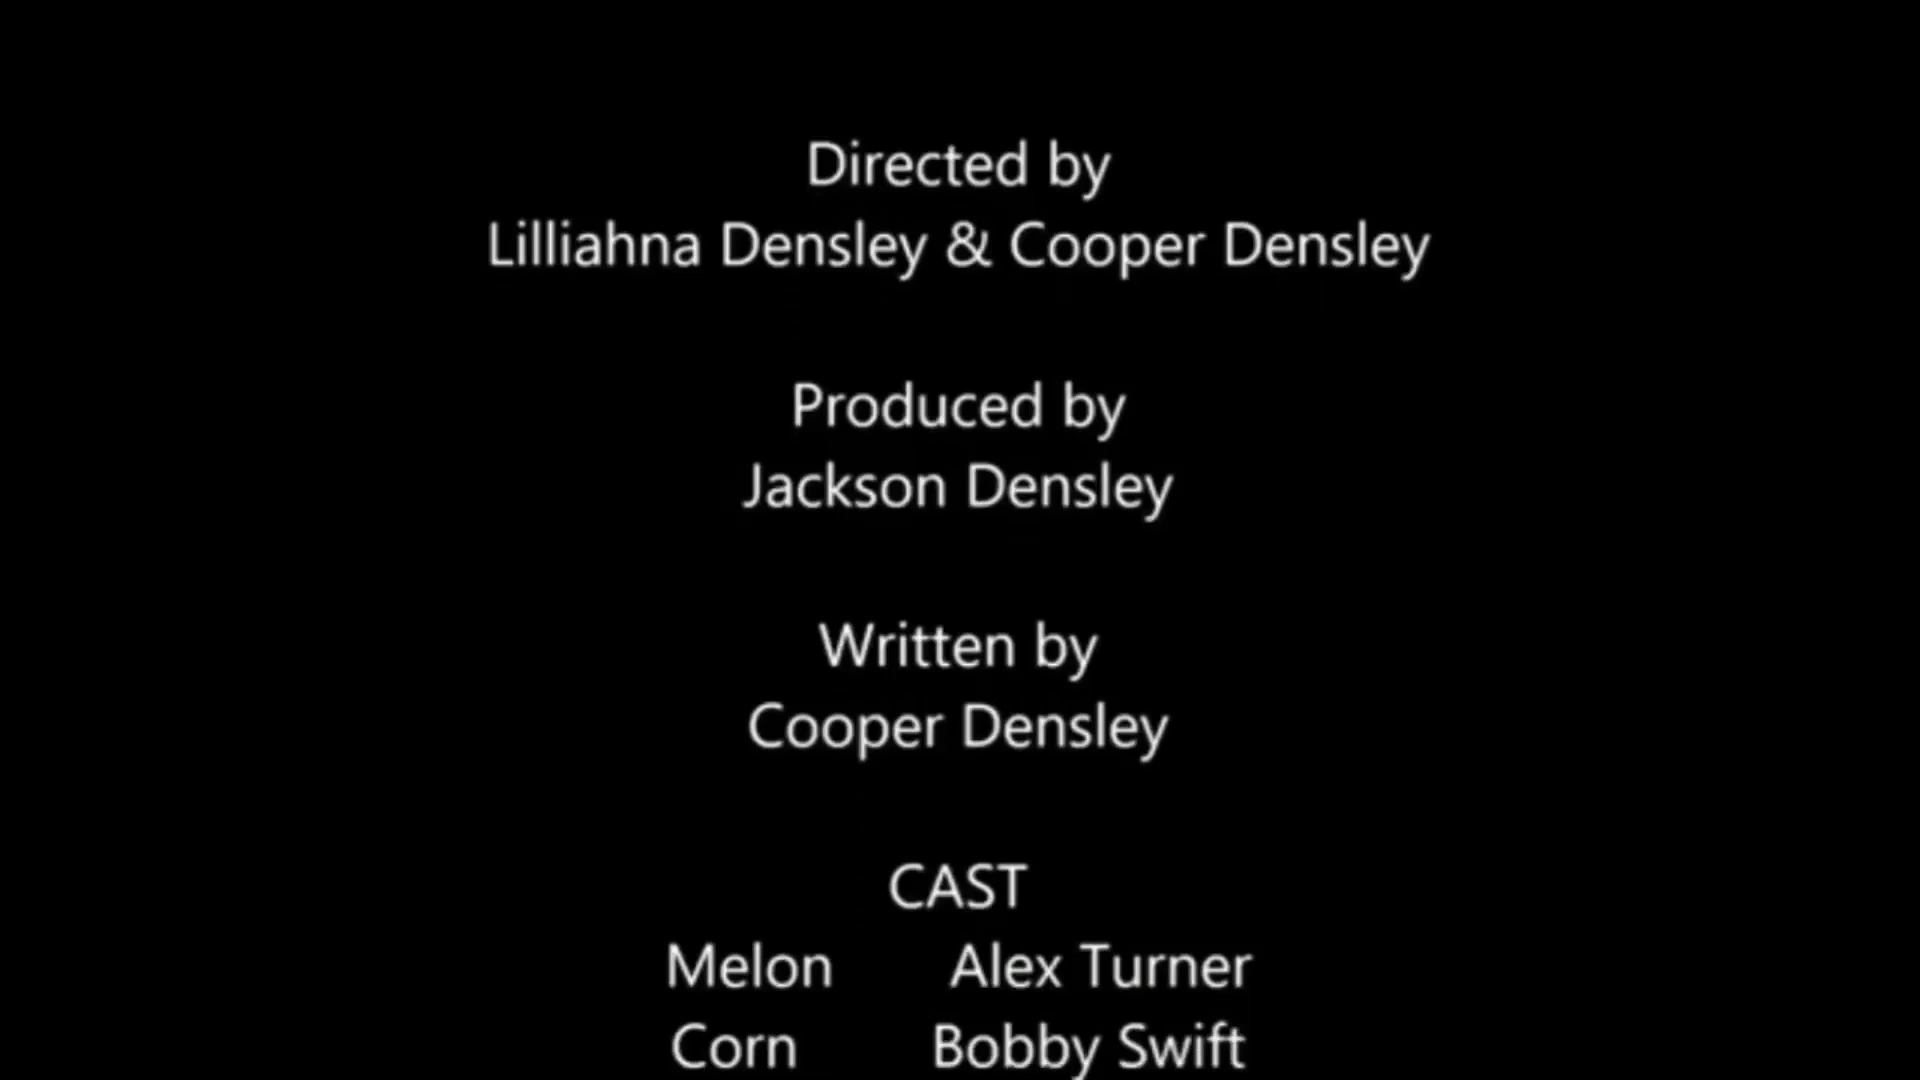 Directed by
Lilliahna Densley & Cooper Densley
Produced by
Jackson Densley
Written by
Cooper Densley
CAST
Melon Alex Turner
Corn Bobby Swift